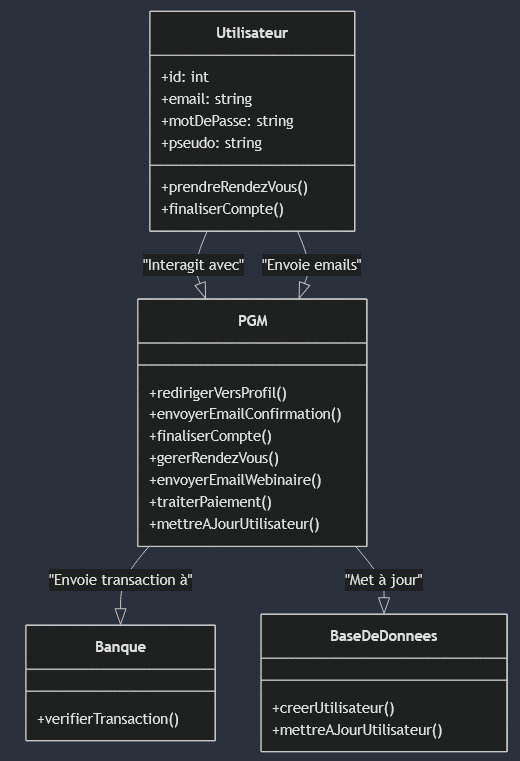 Utilisateur
+id: int
+email: string
+motDePasse: string
+pseudo: string
+prendreRendezVous()
+finaliserCompte()
"Interagit avec"
"Envoie emails"
PGM
+redirigerVersProfil()
+envoyerEmailConfirmation()
+finaliserCompte()
+gererRendezVous()
+envoyerEmailWebinaire()
+traiterPaiement()
+mettreAJourUtilisateur()
"Envoie transaction à"
"Met à jour"
Banque
+verifierTransaction()
BaseDeDonnees
+creerUtilisateur()
+mettreAJourUtilisateur()